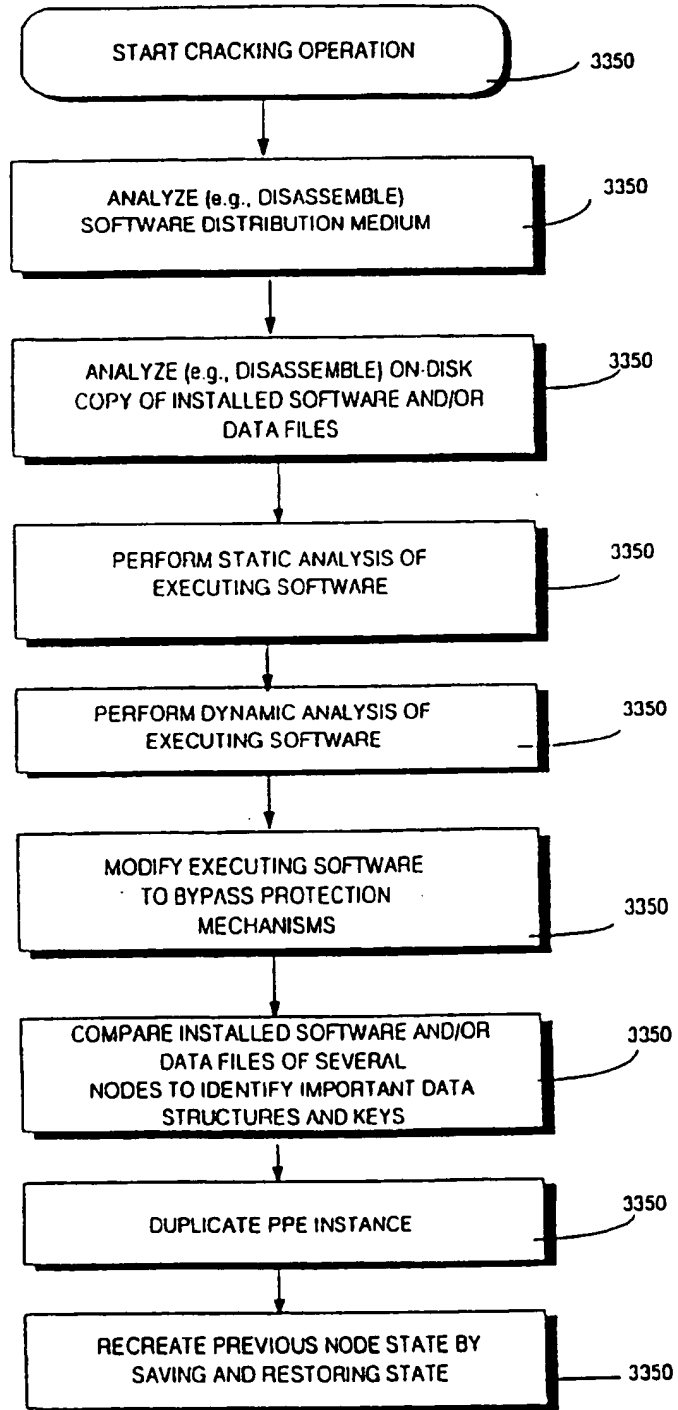 START CRACKING OPERATION
3350
ANALYZE (e.g., DISASSEMBLE)
SOFTWARE DISTRIBUTION MEDIUM
3350
ANALYZE (e.g., DISASSEMBLE) ON-DISK
COPY OF INSTALLED SOFTWARE AND/OR
DATA FILES
3350
PERFORM STATIC ANALYSIS OF
EXECUTING SOFTWARE
3350
PERFORM DYNAMIC ANALYSIS OF
EXECUTING SOFTWARE
3350
MODIFY EXECUTING SOFTWARE
TO BYPASS PROTECTION
MECHANISMS
3350
COMPARE INSTALLED SOFTWARE AND/OR
DATA FILES OF SEVERAL
NODES TO IDENTIFY IMPORTANT DATA
STRUCTURES AND KEYS
3350
DUPLICATE PPE INSTANCE
3350
RECREATE PREVIOUS NODE STATE BY
SAVING AND RESTORING STATE
3350